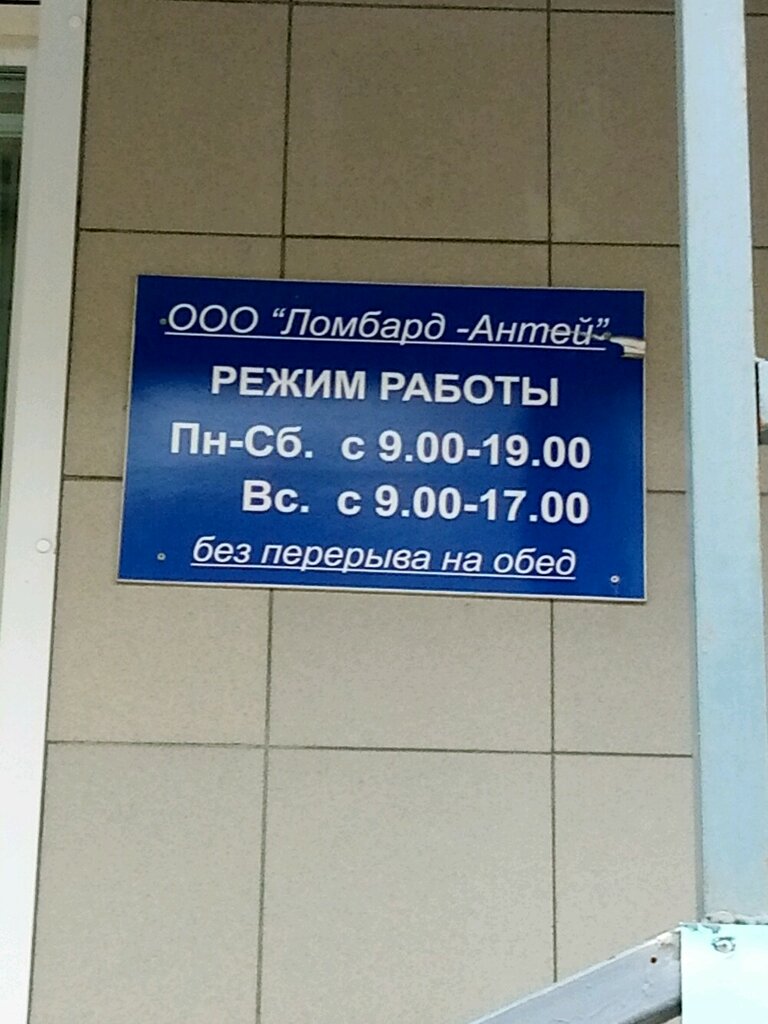 ООО “Ломбард -Антей”
РЕЖИМ РАБОТЫ
Пн-Сб. с 9.00-19.00
Вс. с 9.00-17.00
без перерыва на обед